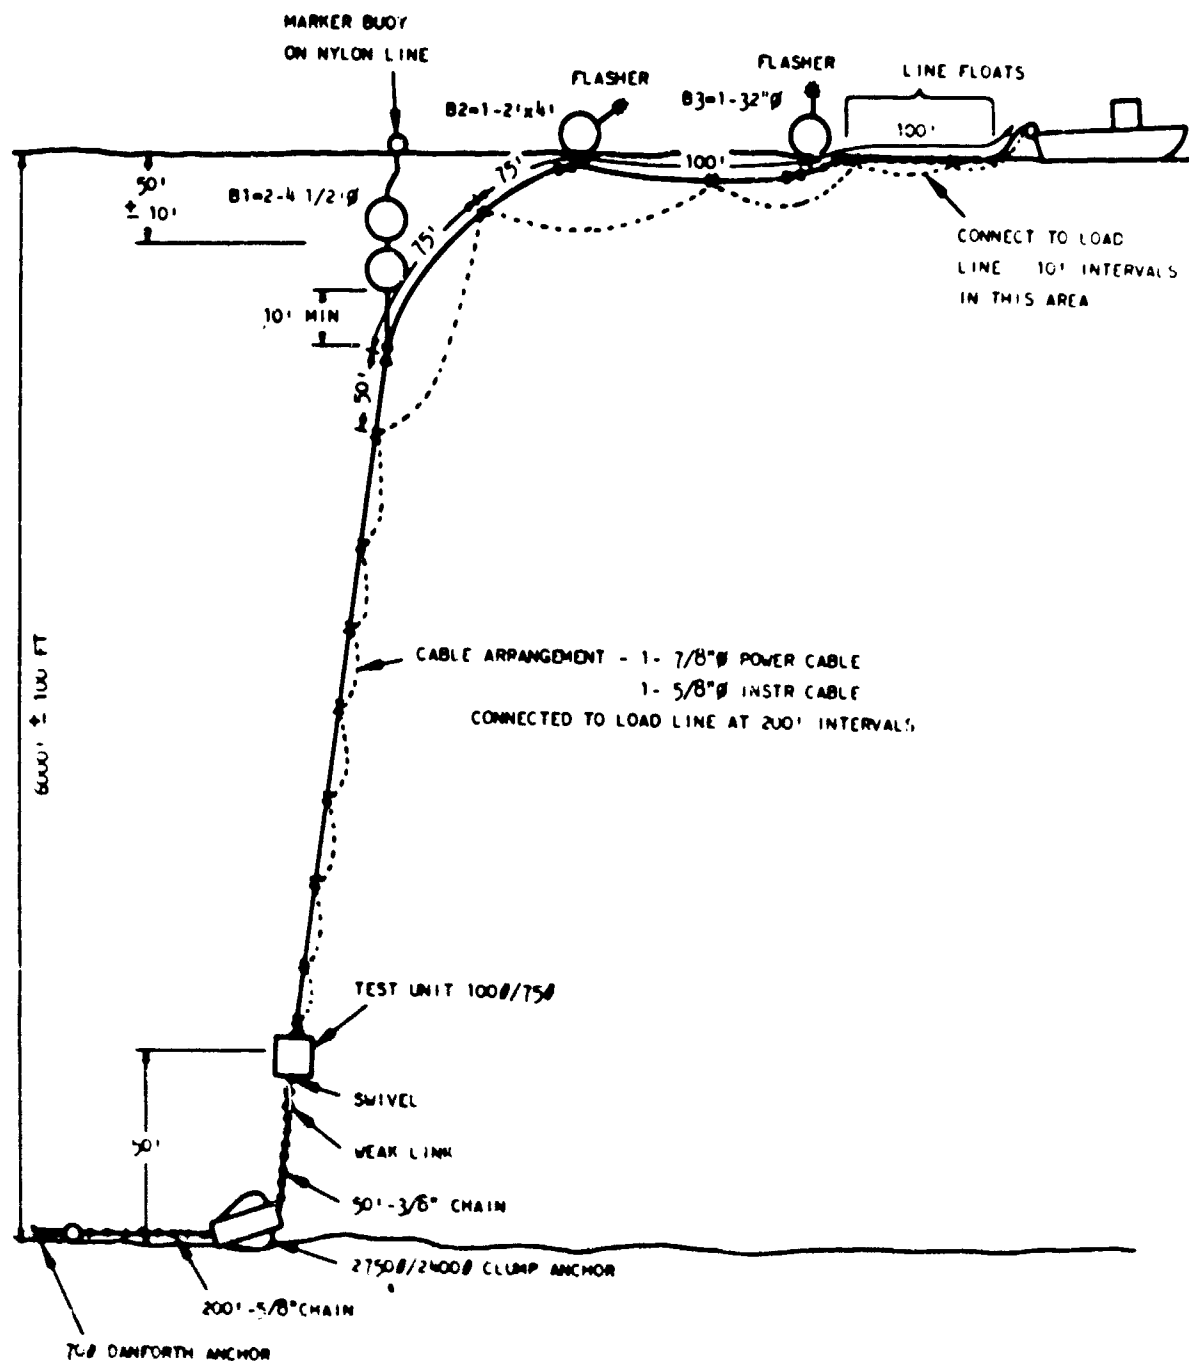 MARKER BUOY
ON NYLON LINE
FLASHER
FLASHER
LINE FLOATS
B2=1-2'x4'
B3=1-32"Ø
100'
50'
± 10'
B1=2-4 1/2'Ø
75'
100'
75'
CONNECT TO LOAD
LINE 10' INTERVALS
IN THIS AREA
10' MIN
50'
6000' ± 100 FT
CABLE ARRANGEMENT - 1- 7/8"Ø POWER CABLE
1- 5/8"Ø INSTR CABLE
CONNECTED TO LOAD LINE AT 200' INTERVALS
TEST UNIT 100#/75#
SWIVEL
50'
WEAK LINK
50'-3/8" CHAIN
2750#/2400# CLUMP ANCHOR
200'-5/8" CHAIN
DANFORTH ANCHOR